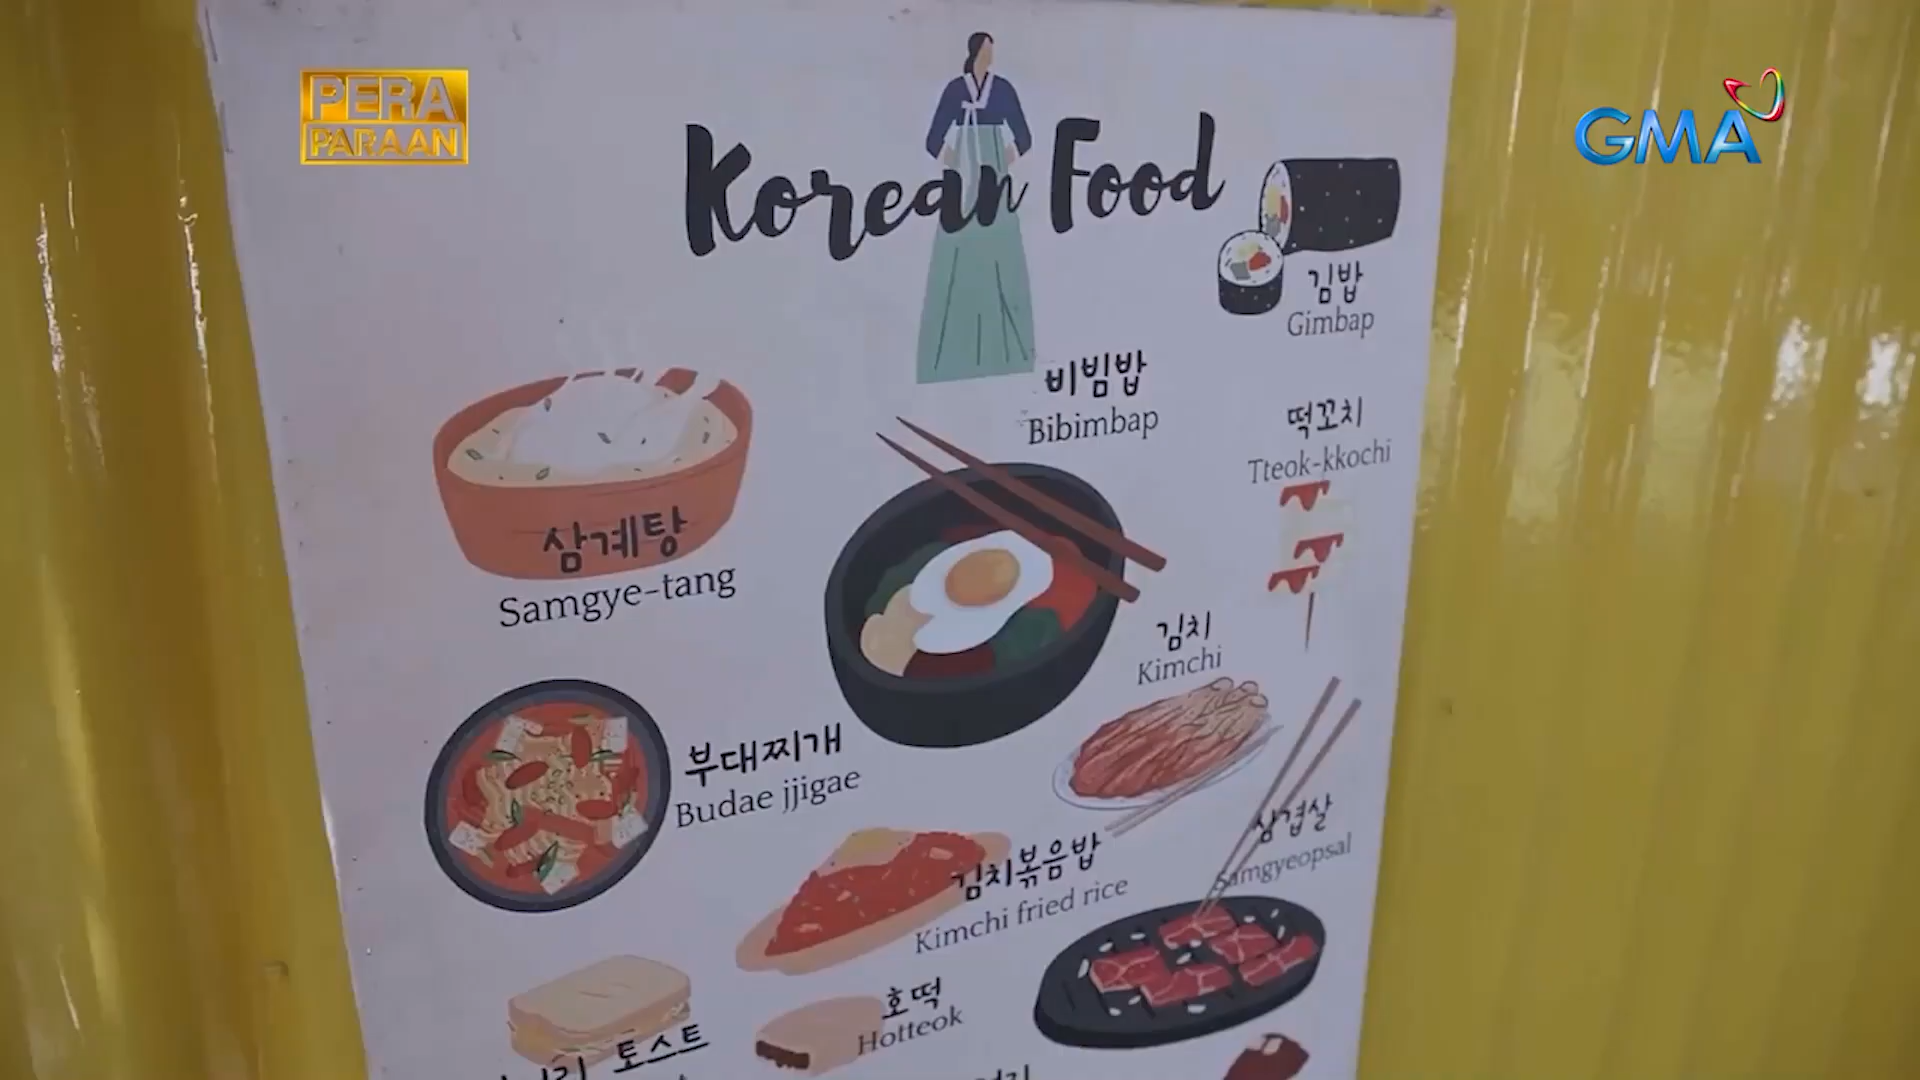 PERA
PARAAN
GMA
Korean Food
김밥
Gimbap
비빔밥
Bibimbap
떡꼬치
Tteok-kkochi
삼계탕
Samgye-tang
김치
Kimchi
부대찌개
Budae jjigae
삼겹살
Samgyeopsal
김치볶음밥
Kimchi fried rice
호떡
Hotteok
토스트